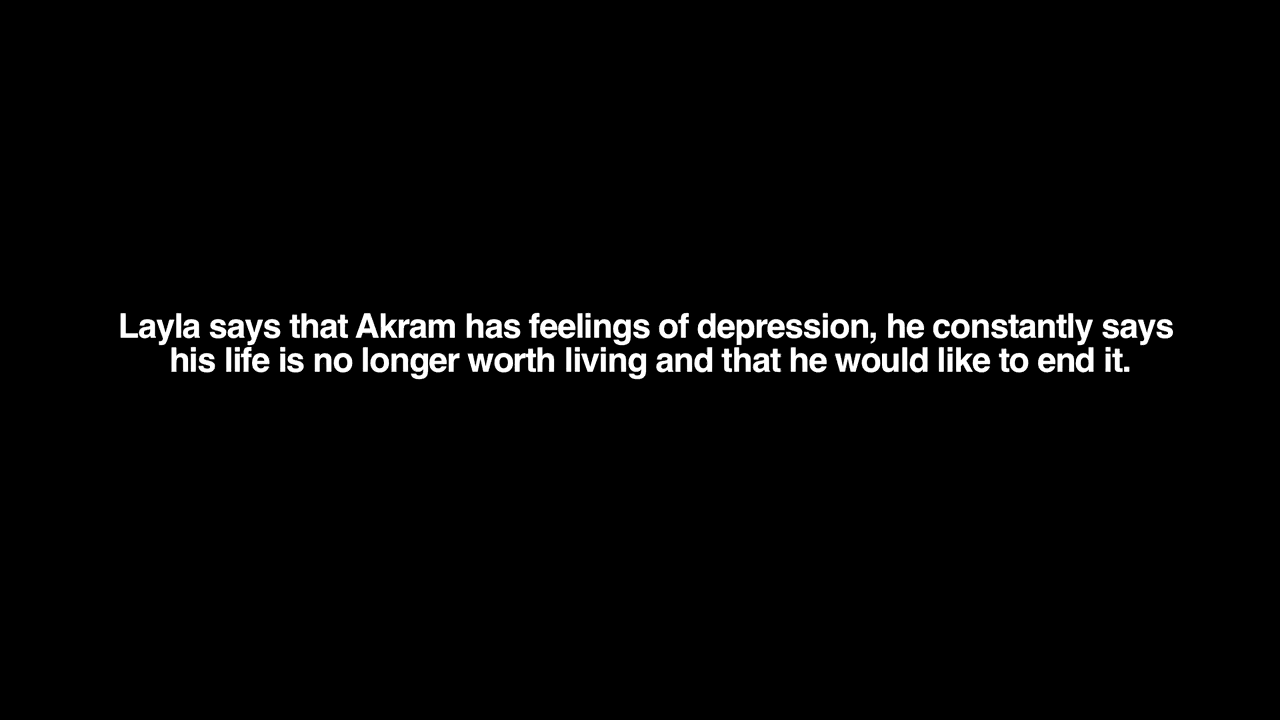 Layla says that Akram has feelings of depression, he constantly says
his life is no longer worth living and that he would like to end it.